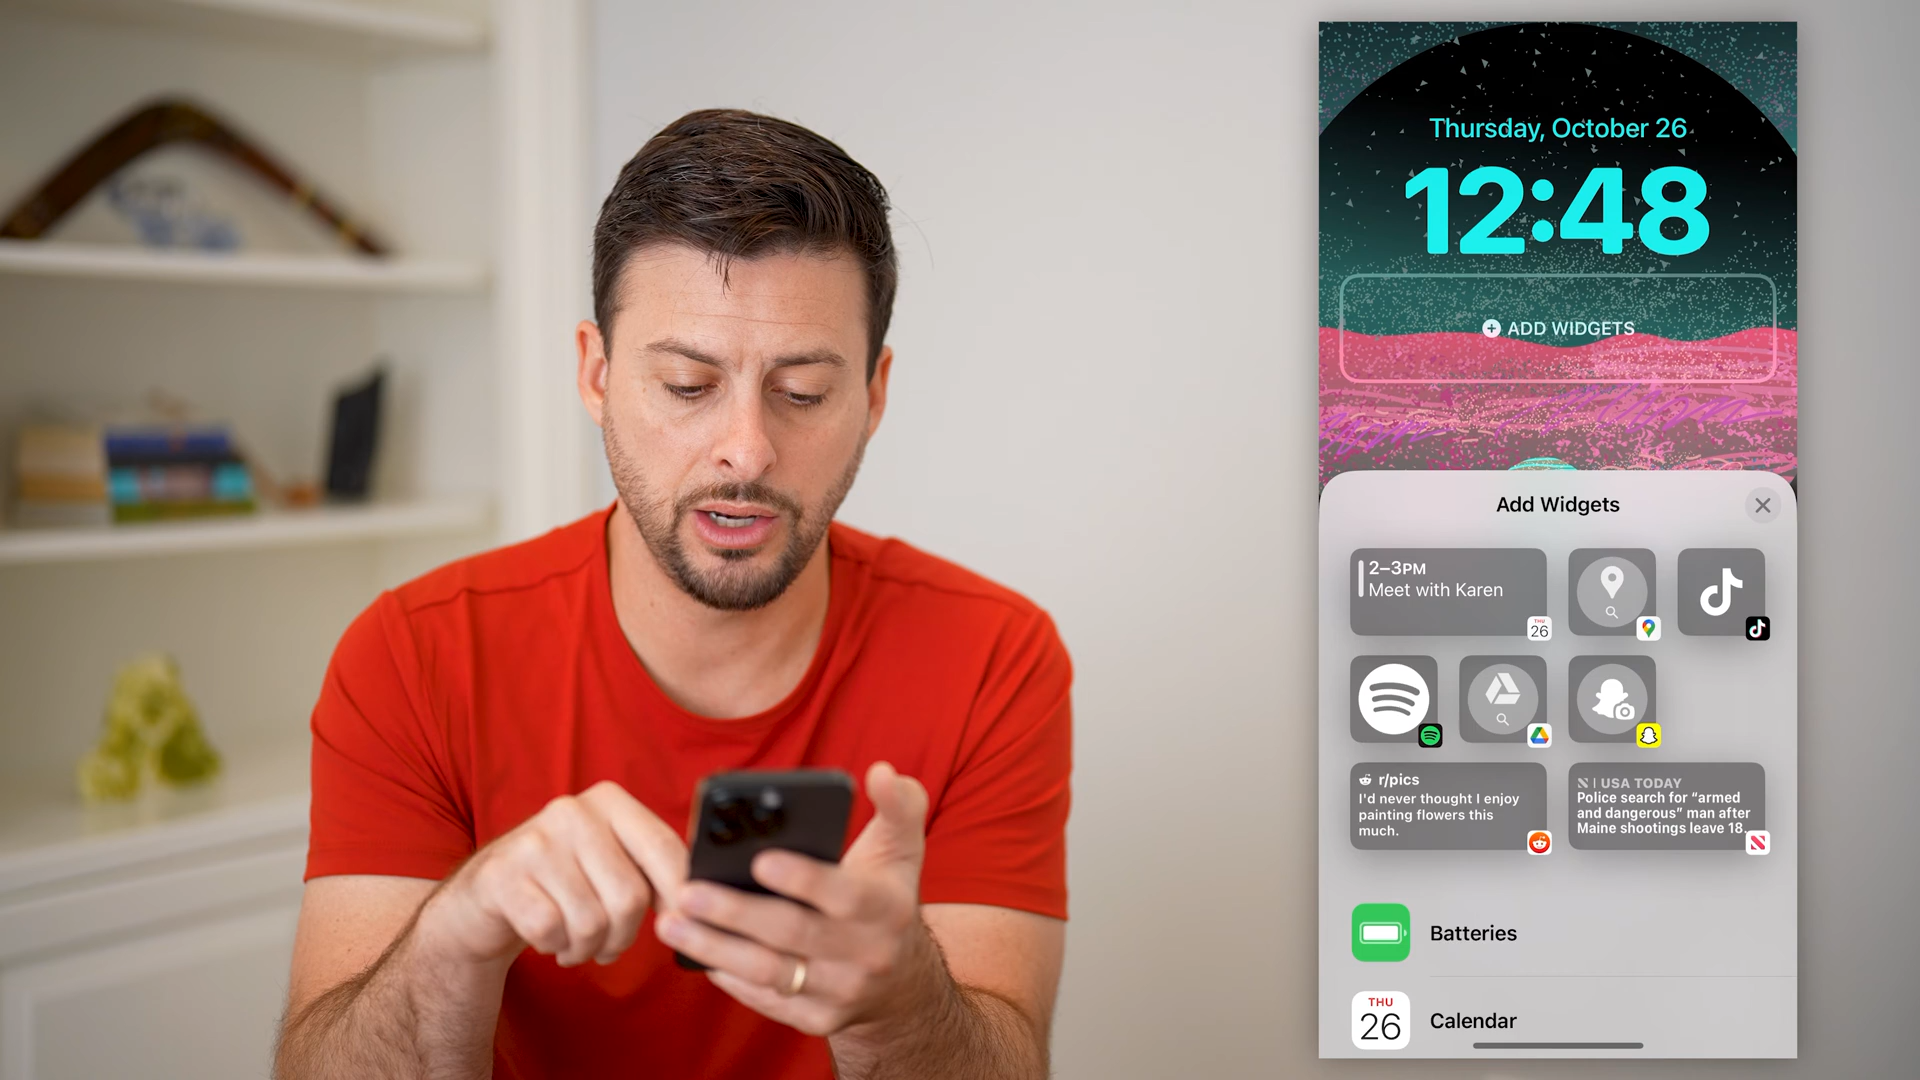 Thursday, October 26
12:48
ADD WIDGETS
Add Widgets
2–3PM
Meet with Karen
THU
26
r/pics
I'd never thought I enjoy
painting flowers this
much.
USA TODAY
Police search for “armed
and dangerous” man after
Maine shootings leave 18…
Batteries
THU
26
Calendar